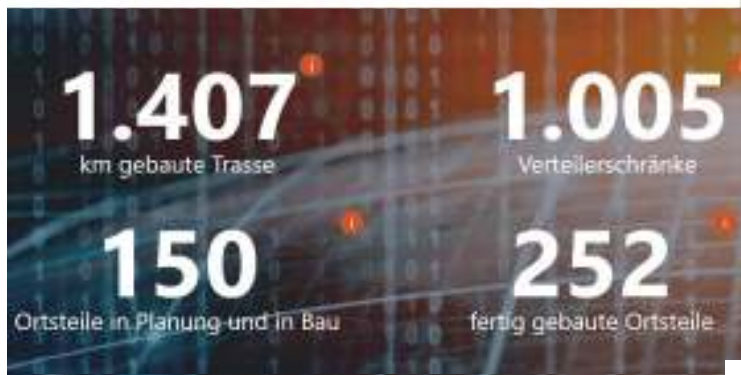 1.407
km gebaute Trasse
1.005
Verteilerschränke
150
Ortsteile in Planung und in Bau
252
fertig gebaute Ortsteile